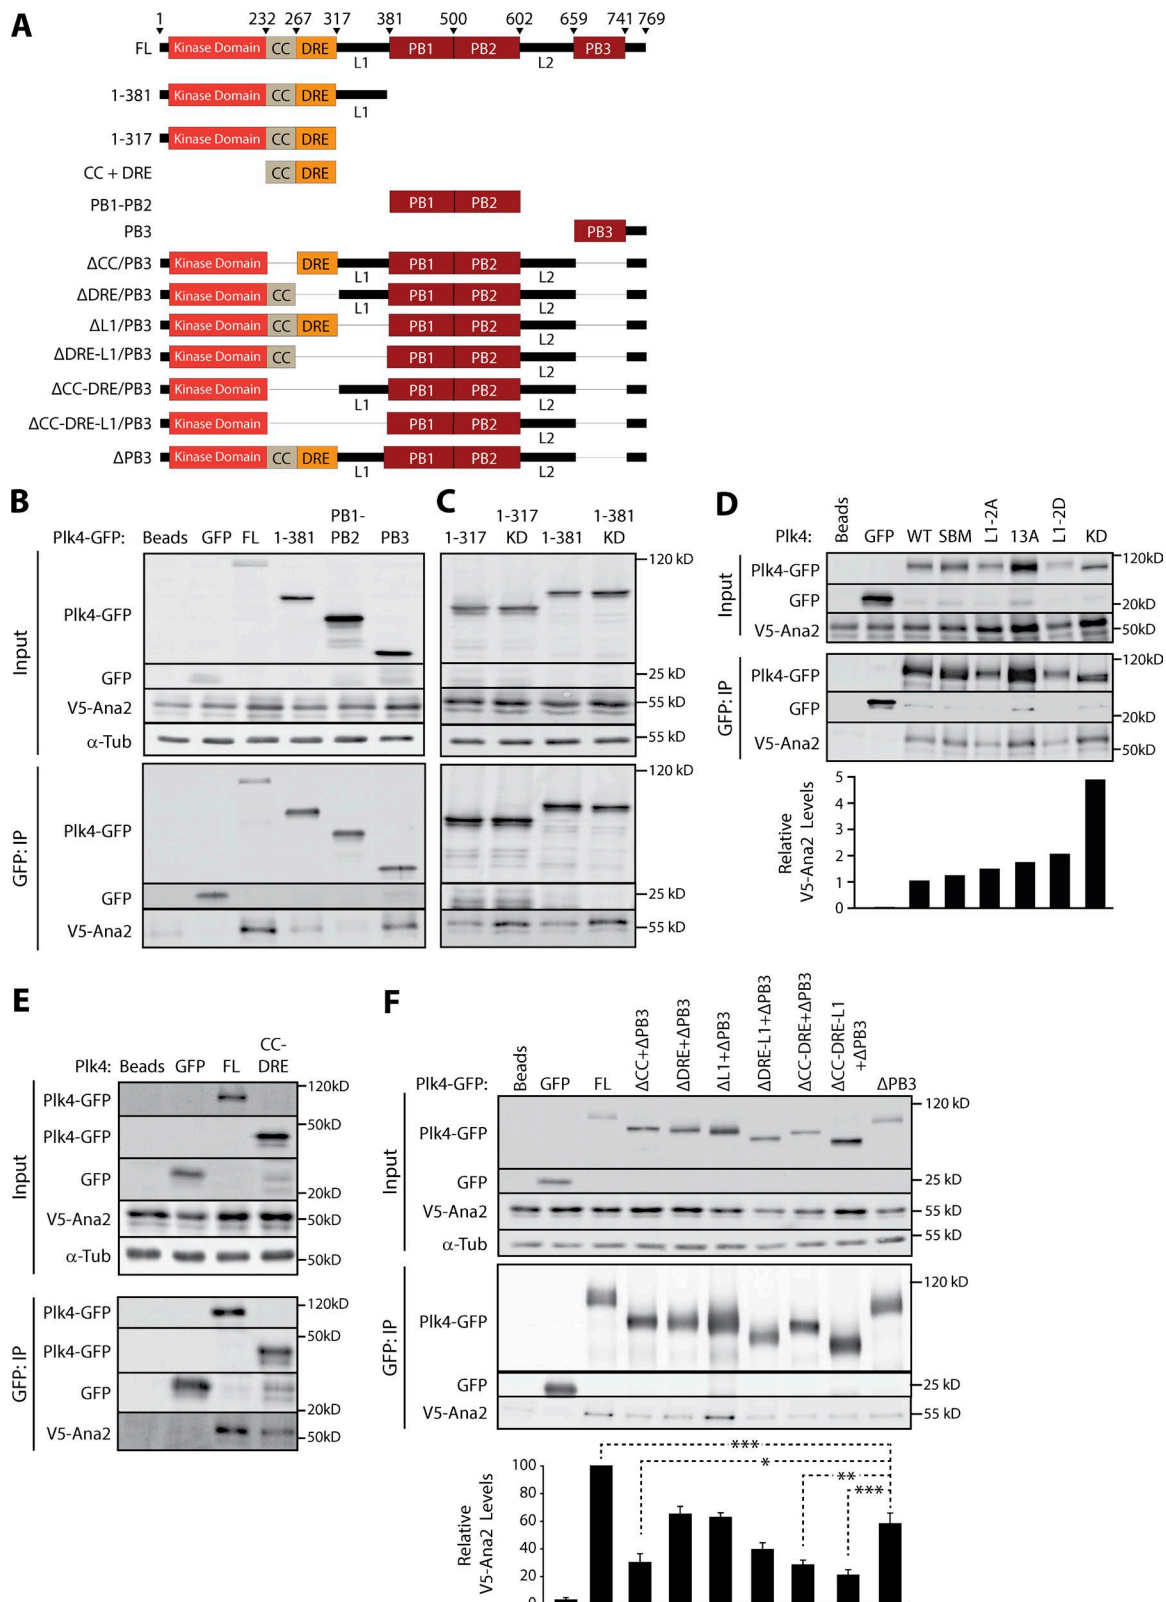 A
1 232 267 317 381 500 602 659 741 769
FL Kinase Domain CC DRE L1 PB1 PB2 L2 PB3
1-381 Kinase Domain CC DRE L1
1-317 Kinase Domain CC DRE
CC + DRE CC DRE
PB1-PB2 PB1 PB2
PB3 PB3
ΔCC/PB3 Kinase Domain DRE L1 PB1 PB2 L2
ΔDRE/PB3 Kinase Domain CC L1 PB1 PB2 L2
ΔL1/PB3 Kinase Domain CC DRE PB1 PB2 L2
ΔDRE-L1/PB3 Kinase Domain CC PB1 PB2 L2
ΔCC-DRE/PB3 Kinase Domain L1 PB1 PB2 L2
ΔCC-DRE-L1/PB3 Kinase Domain PB1 PB2 L2
ΔPB3 Kinase Domain CC DRE L1 PB1 PB2 L2
B
Plk4-GFP: Beads GFP FL 1-381 PB1-PB2 PB3
Input
Plk4-GFP
GFP
V5-Ana2
α-Tub
GFP: IP
Plk4-GFP
GFP
V5-Ana2
C
1-317 1-317 KD 1-381 1-381 KD
120 kD
25 kD
55 kD
55 kD
120 kD
25 kD
55 kD
D
Plk4: Beads GFP WT SBM L1-2A 13A L1-2D KD
Input
Plk4-GFP 120kD
GFP 20kD
V5-Ana2 50kD
GFP: IP
Plk4-GFP 120kD
GFP 20kD
V5-Ana2 50kD
Relative
V5-Ana2 Levels
5
4
3
2
1
0
E
Plk4: Beads GFP FL CC-DRE
Input
Plk4-GFP 120kD
Plk4-GFP 50kD
GFP 20kD
V5-Ana2 50kD
α-Tub 50kD
GFP: IP
Plk4-GFP 120kD
Plk4-GFP 50kD
GFP 20kD
V5-Ana2 50kD
F
Plk4-GFP: Beads GFP FL ΔCC+ΔPB3 ΔDRE+ΔPB3 ΔL1+ΔPB3 ΔDRE-L1+ΔPB3 ΔCC-DRE+ΔPB3 ΔCC-DRE-L1+ΔPB3 ΔPB3
Input
Plk4-GFP 120 kD
GFP 25 kD
V5-Ana2 55 kD
α-Tub 55 kD
GFP: IP
Plk4-GFP 120 kD
GFP 25 kD
V5-Ana2 55 kD
***
*
**
***
Relative
V5-Ana2 Levels
100
80
60
40
20
0